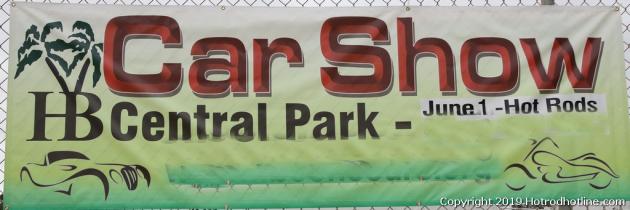 Car Show
HB Central Park -
June 1 - Hot Rods
Copyright 2019 Hotrodhotline.com